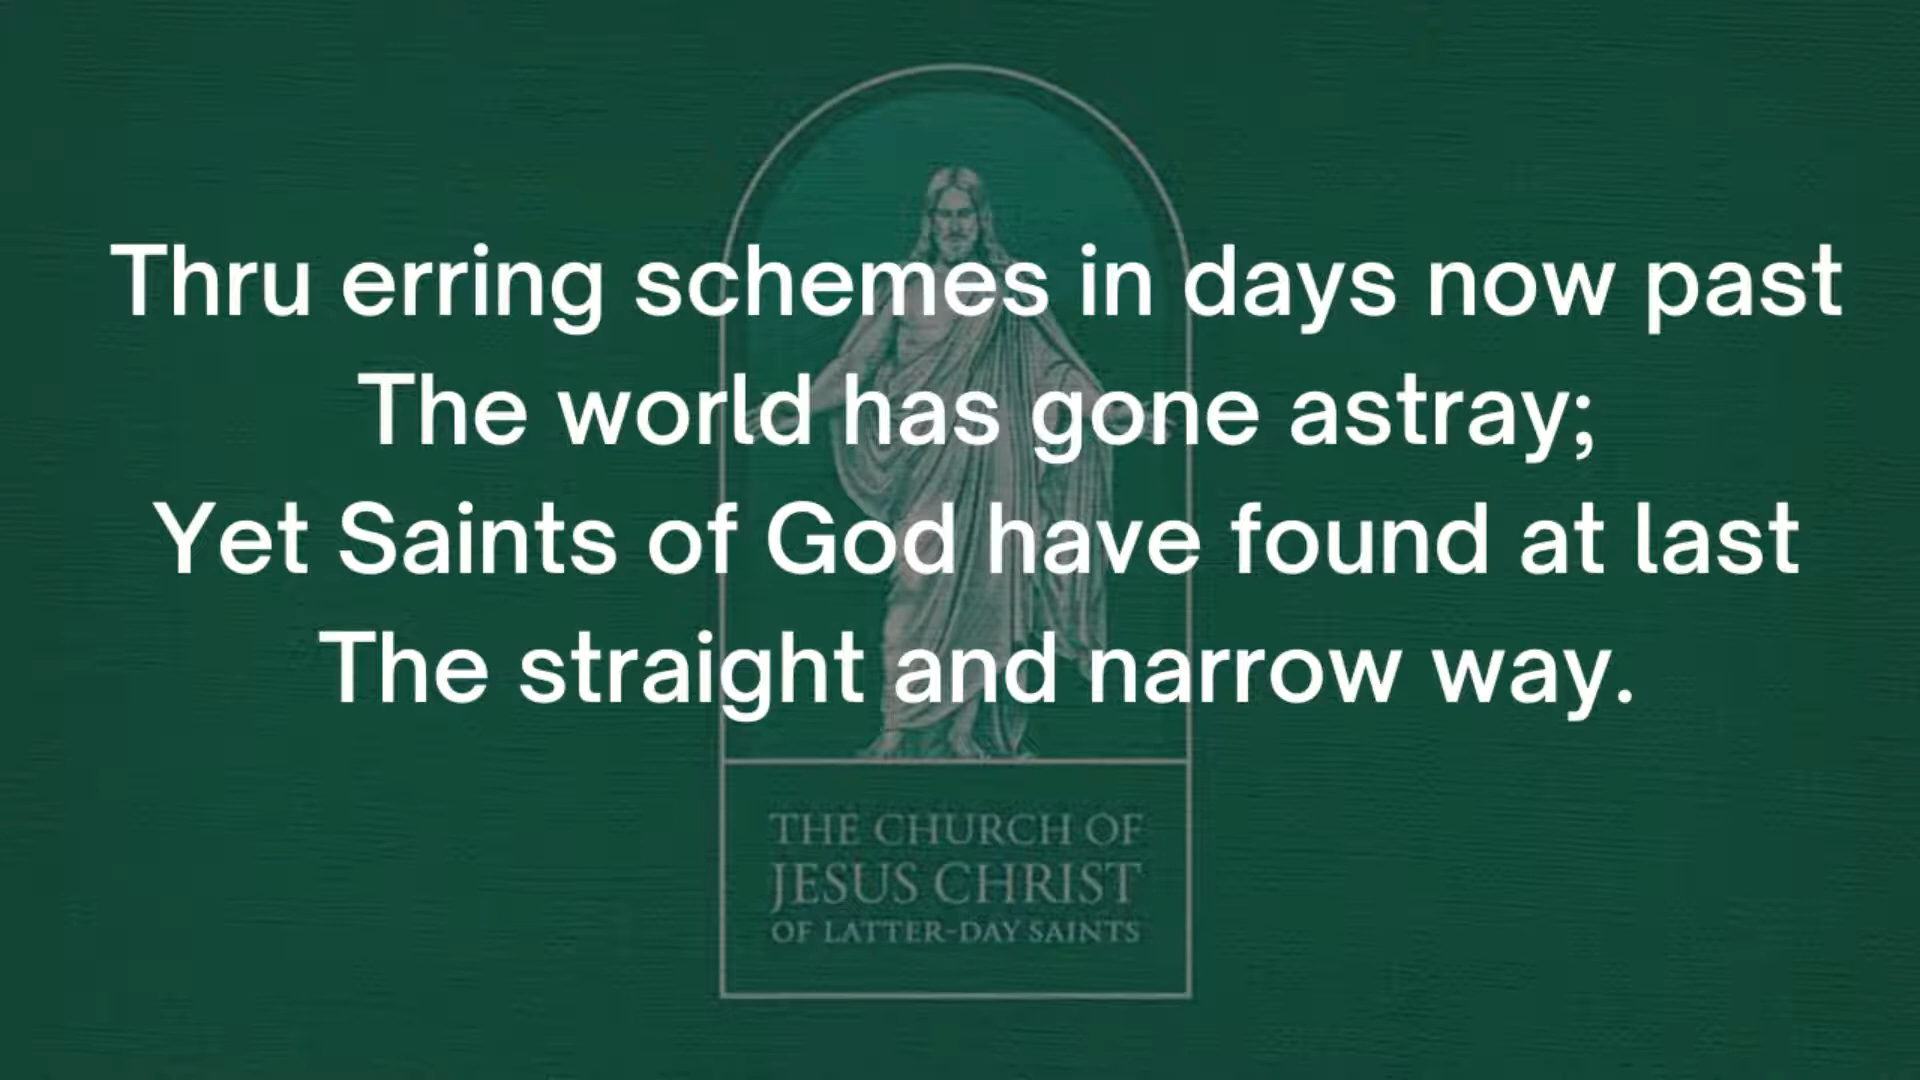 Thru erring schemes in days now past
The world has gone astray;
Yet Saints of God have found at last
The straight and narrow way.
THE CHURCH OF
JESUS CHRIST
OF LATTER-DAY SAINTS